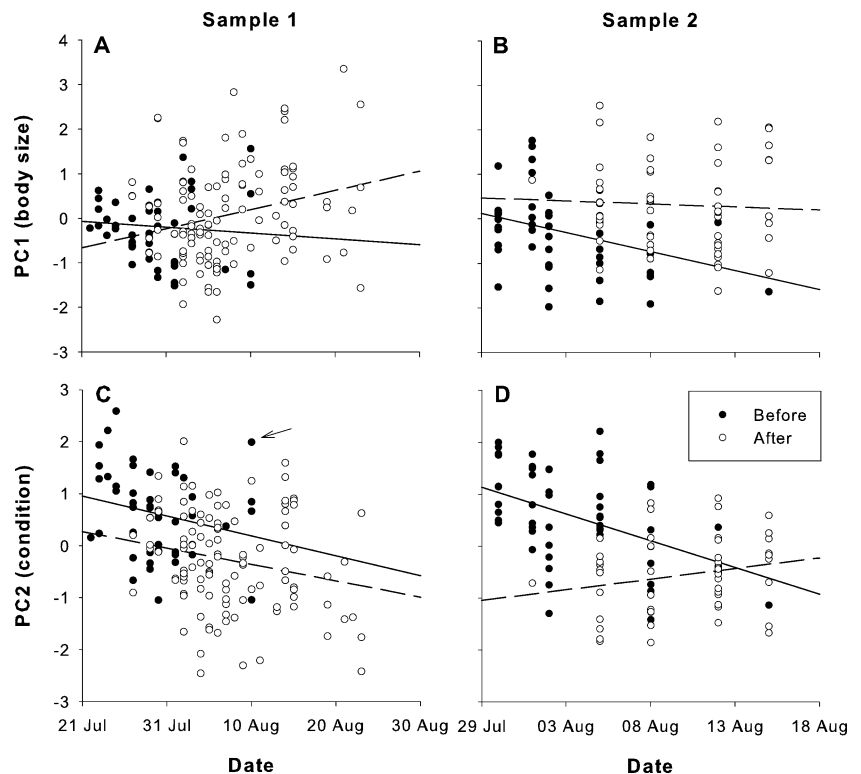 Sample 1
Sample 2
A
B
4
3
2
1
0
-1
-2
-3
PC1 (body size)
C
D
3
2
1
0
-1
-2
-3
PC2 (condition)
Before
After
21 Jul
31 Jul
10 Aug
20 Aug
30 Aug
29 Jul
03 Aug
08 Aug
13 Aug
18 Aug
Date
Date